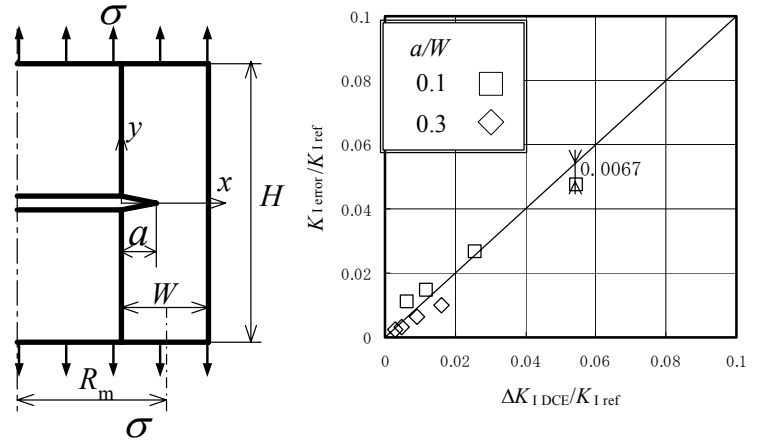 σ
y
x
H
a
W
R m
σ
0.1
0.08
0.06
0.04
0.02
0
a/W
0.1
0.3
0.0067
0
0.02
0.04
0.06
0.08
0.1
K I error/K I ref
ΔK I DCE/K I ref